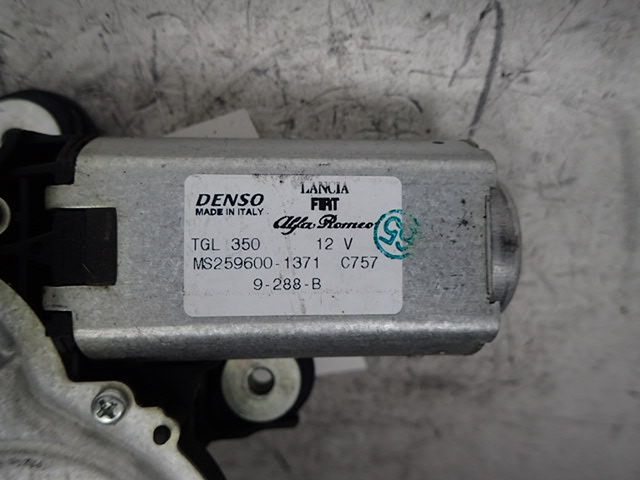 DENSO
MADE IN ITALY
LANCIA
FIAT
Alfa Romeo
TGL 350 12 V
MS259600-1371 C757
9-288-B